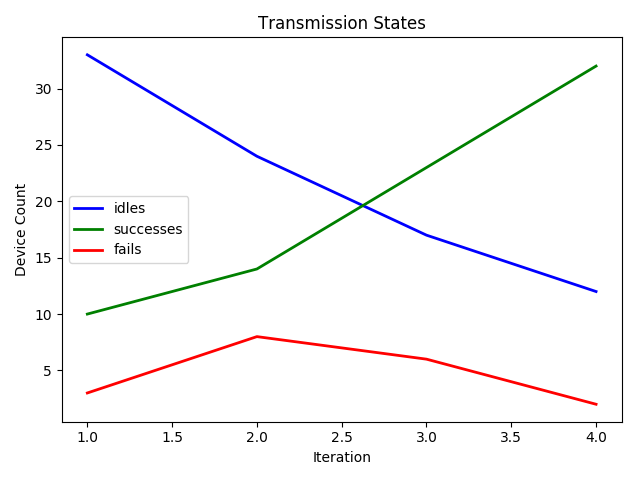 Transmission States
Device Count
30
25
20
15
10
5
idles
successes
fails
1.0 1.5 2.0 2.5 3.0 3.5 4.0
Iteration